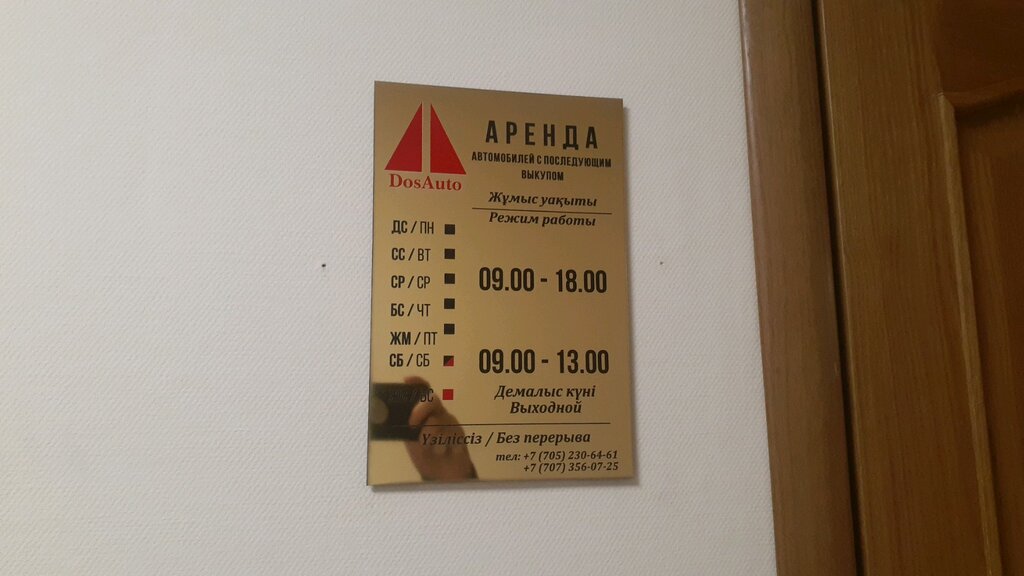 АРЕНДА
АВТОМОБИЛЕЙ С ПОСЛЕДУЮЩИМ
ВЫКУПОМ
DosAuto
Жұмыс уақыты
Режим работы
ДС / ПН
СС / ВТ
СР / СР
09.00 - 18.00
БС / ЧТ
ЖМ / ПТ
СБ / СБ
09.00 - 13.00
/ ВС
Демалыс күні
Выходной
Үзіліссіз / Без перерыва
тел: +7 (705) 230-64-61
+7 (707) 356-07-25